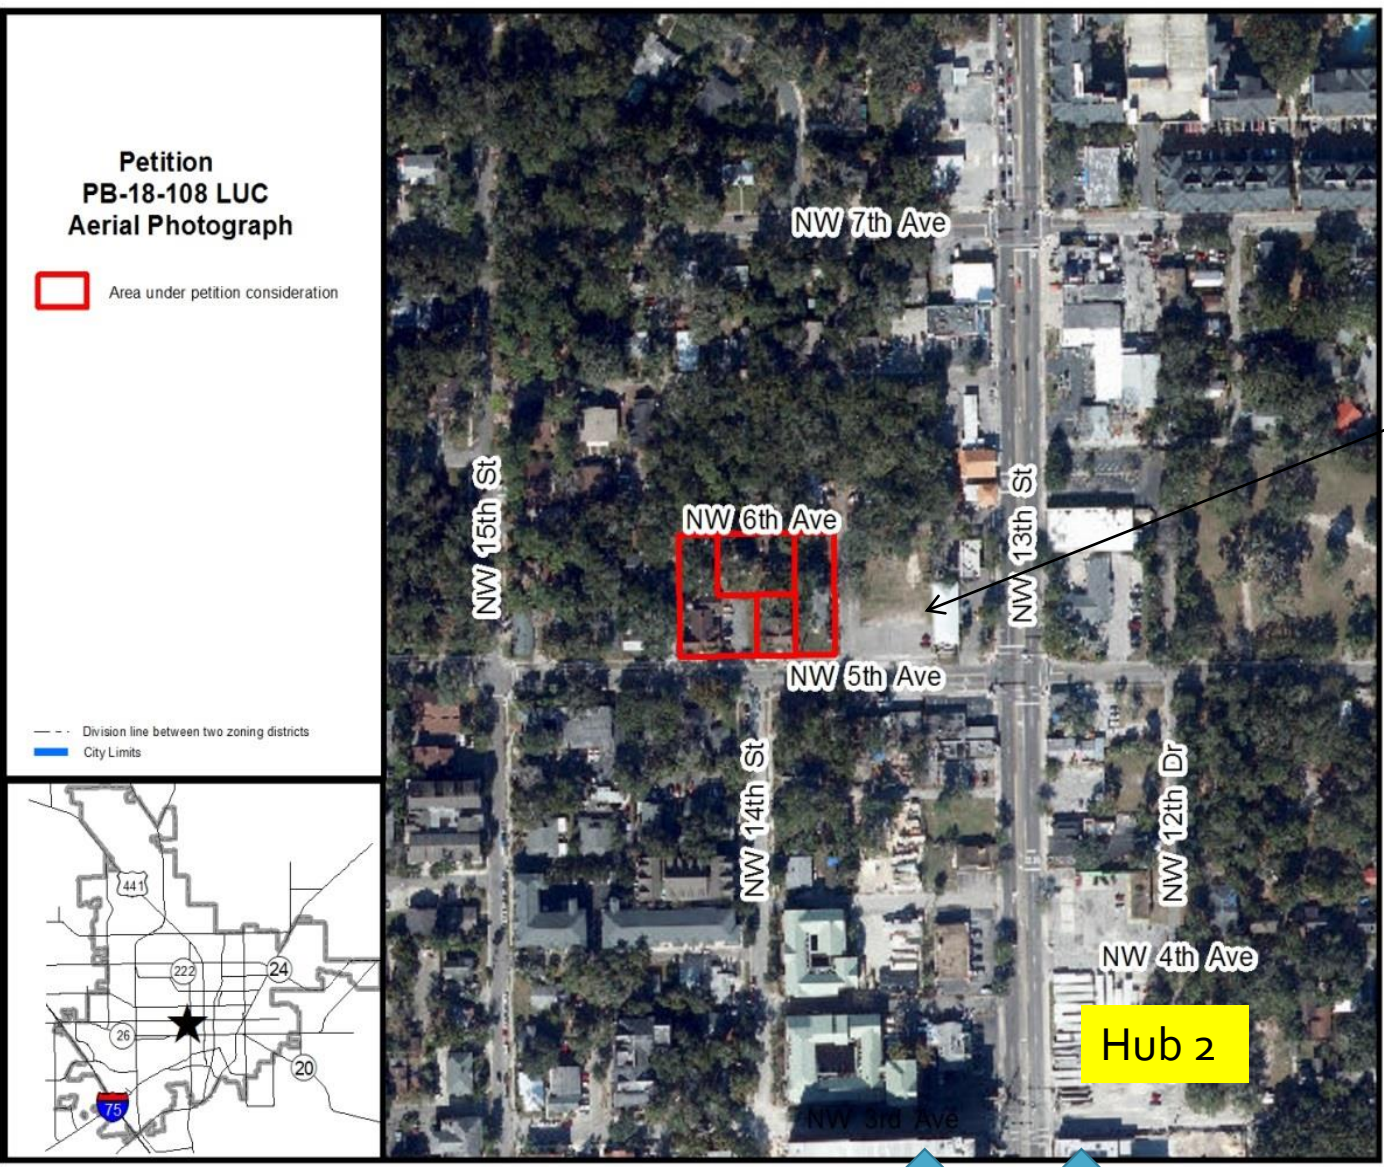 Petition
PB-18-108 LUC
Aerial Photograph
Area under petition consideration
Division line between two zoning districts
City Limits
441
222
24
26
20
75
NW 7th Ave
NW 15th St
NW 6th Ave
NW 13th St
NW 5th Ave
NW 14th St
NW 12th Dr
NW 4th Ave
Hub 2
NW 3rd Ave